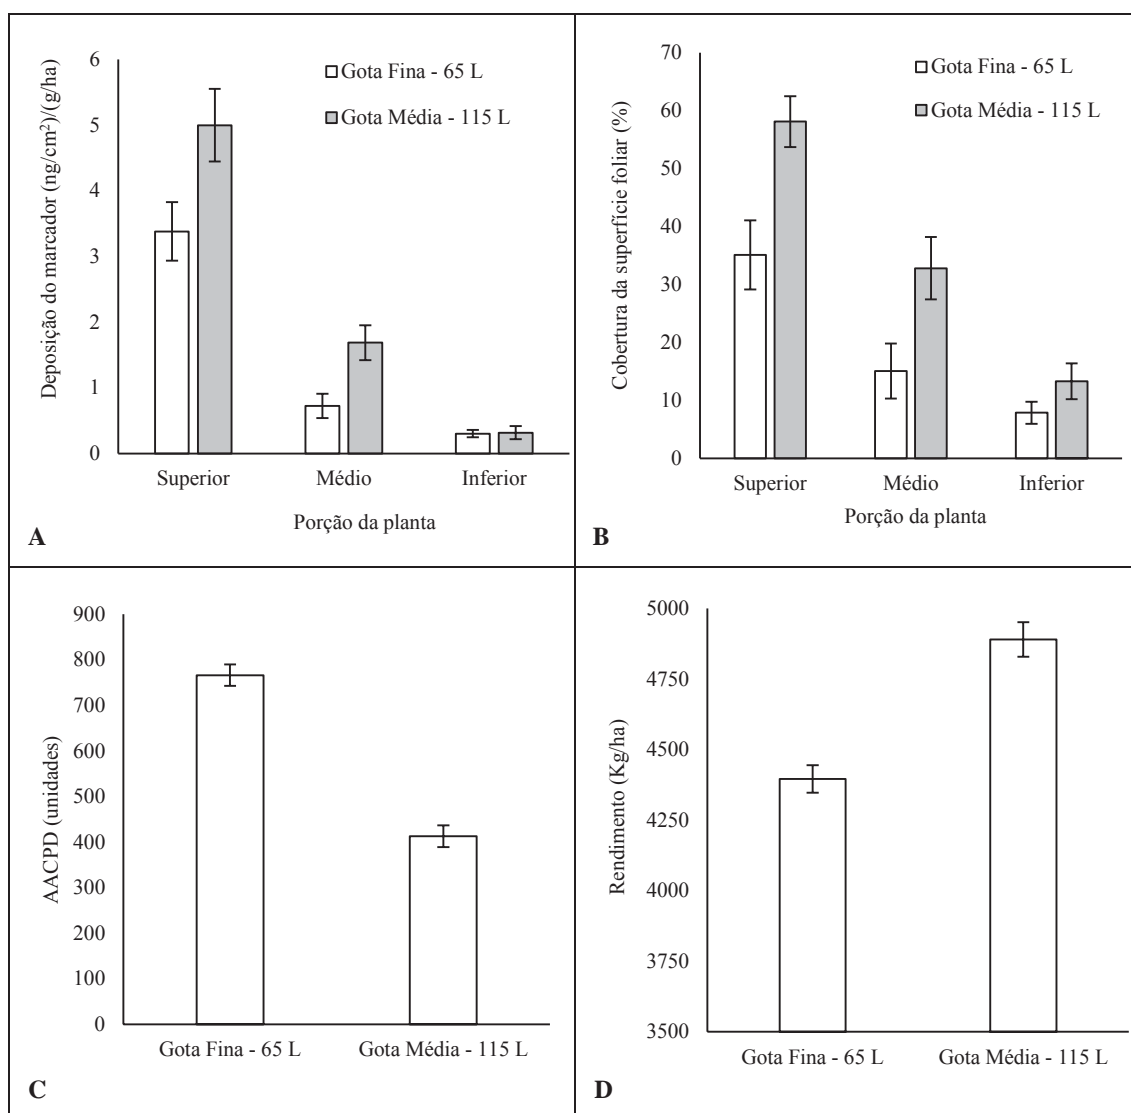 6
5
4
3
2
1
0
Deposição do marcador (ng/cm²)/(g/ha)
Gota Fina - 65 L
Gota Média - 115 L
Superior Médio Inferior
Porção da planta
A
70
60
50
40
30
20
10
0
Cobertura da superfície foliar (%)
Gota Fina - 65 L
Gota Média - 115 L
Superior Médio Inferior
Porção da planta
B
900
800
700
600
500
400
300
200
100
0
AACPD (unidades)
Gota Fina - 65 L Gota Média - 115 L
C
5000
4750
4500
4250
4000
3750
3500
Rendimento (Kg/ha)
Gota Fina - 65 L Gota Média - 115 L
D